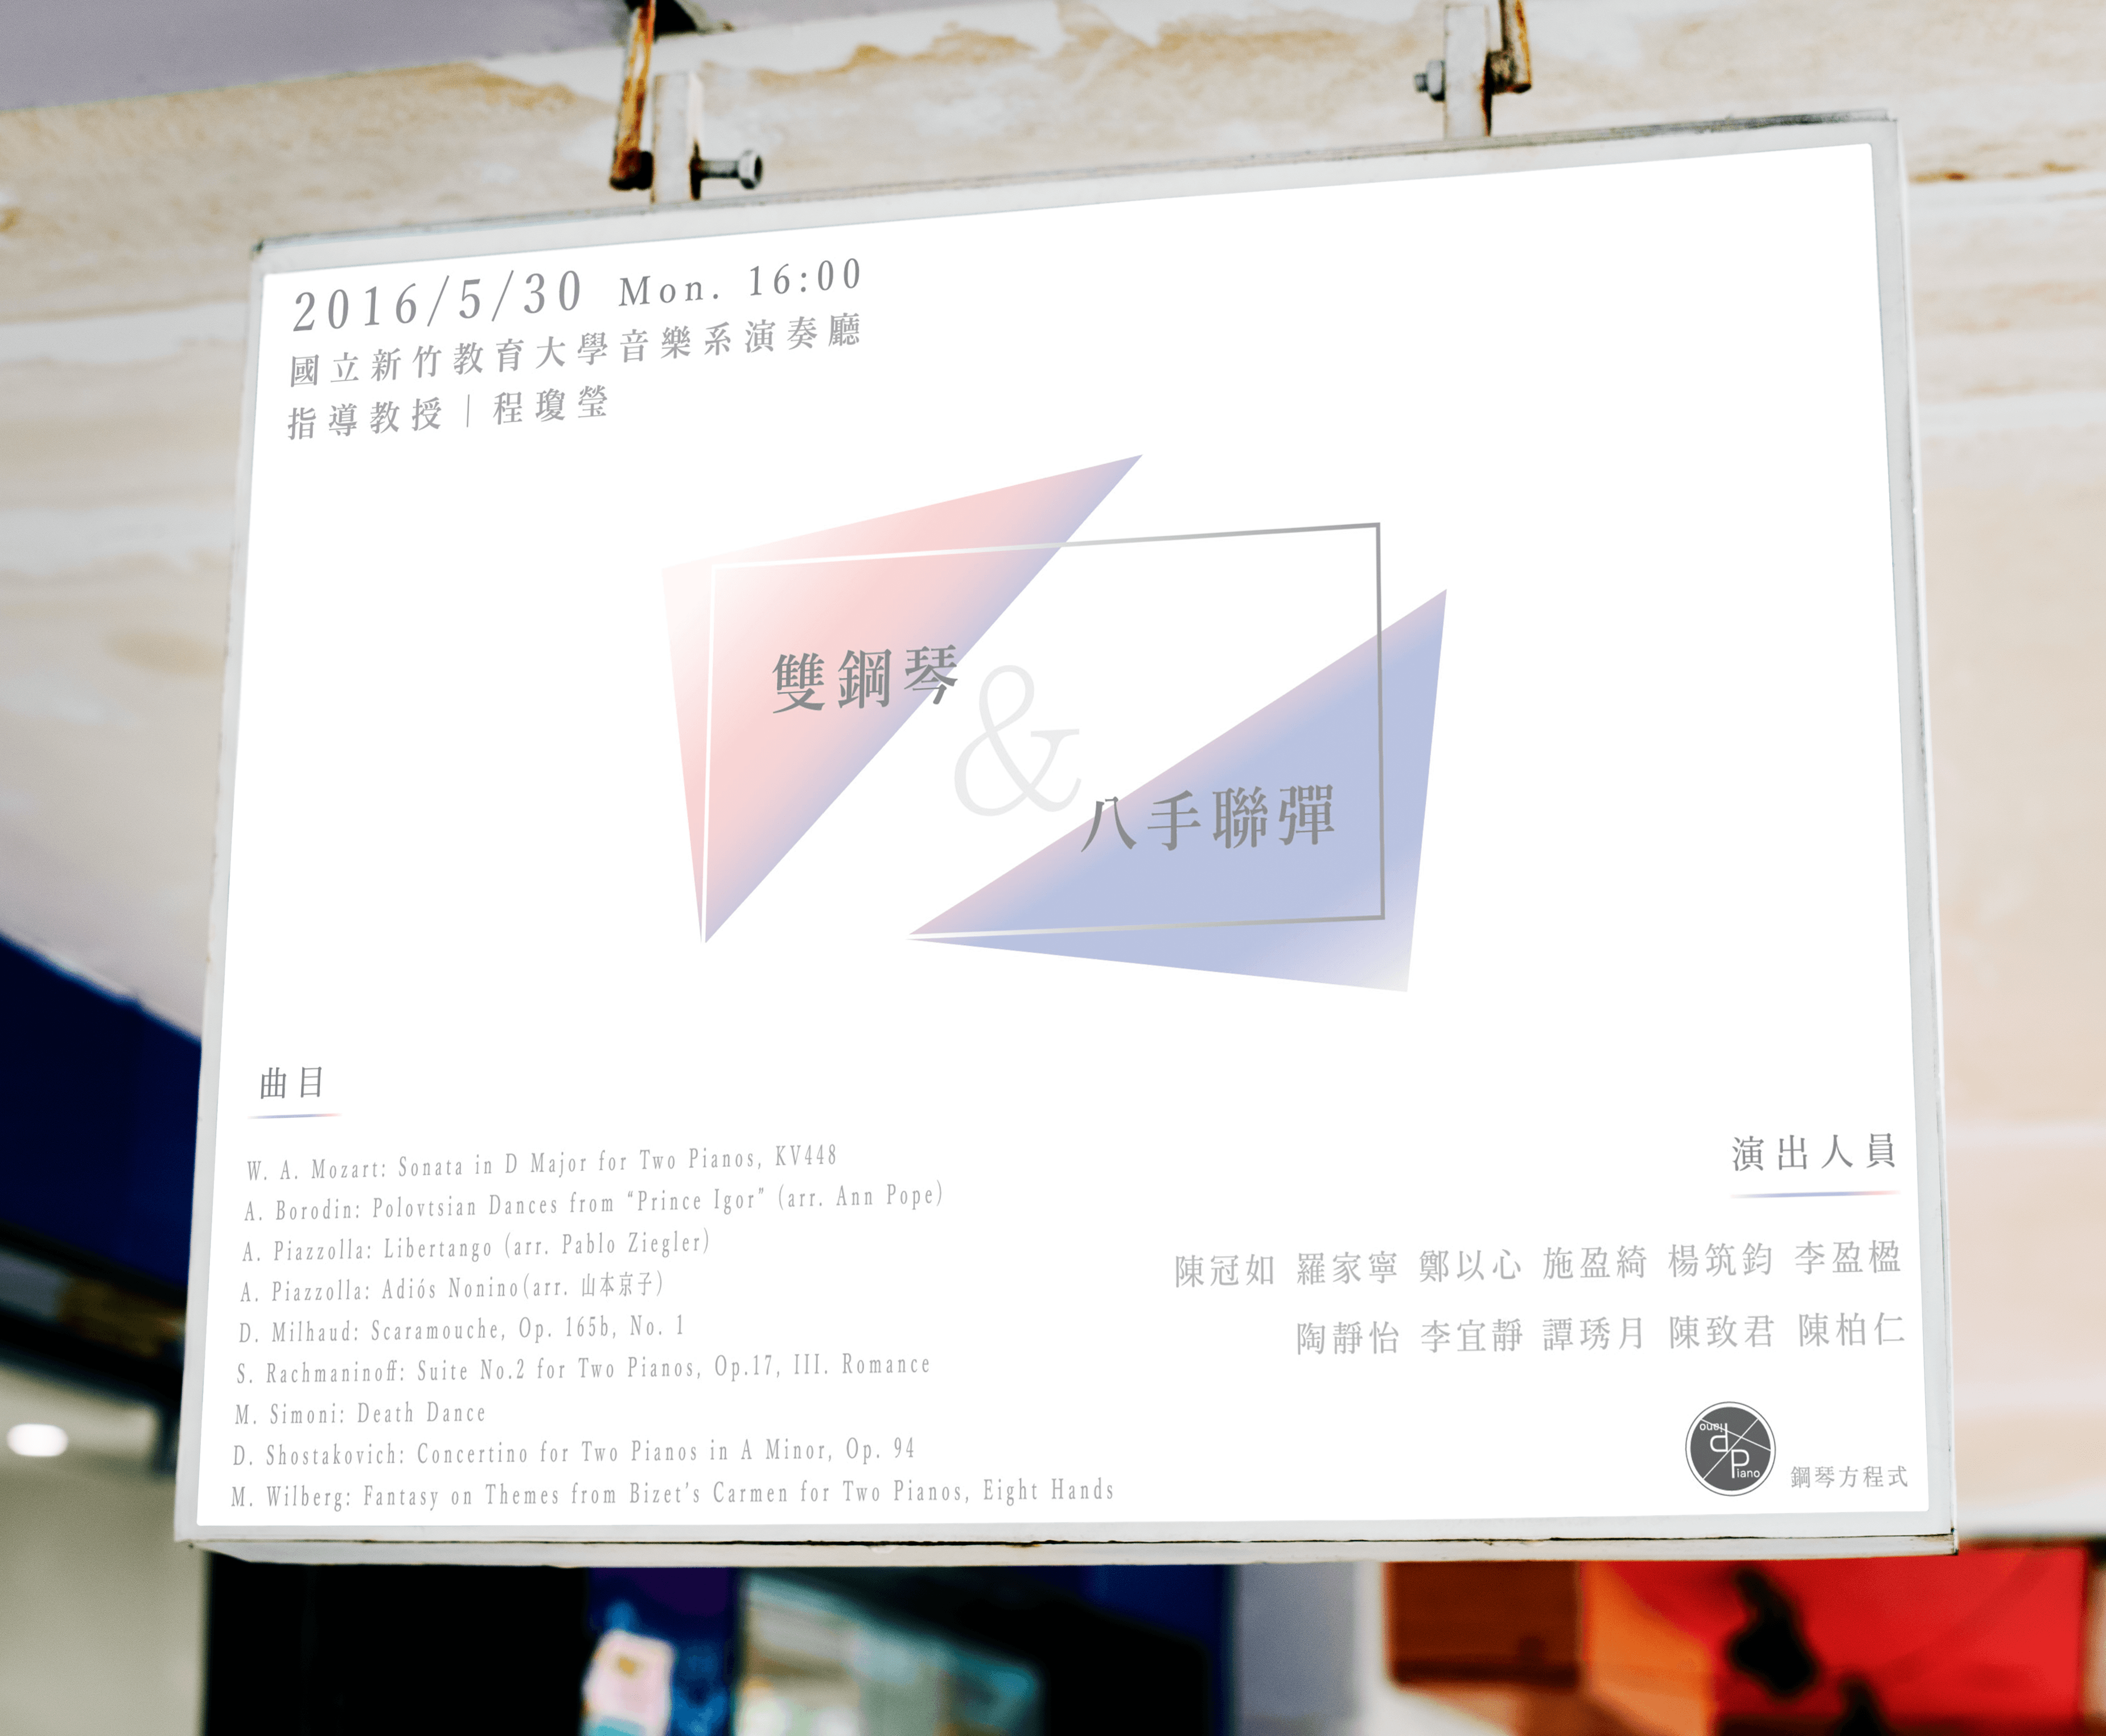 2016/5/30 Mon. 16:00
國立新竹教育大學音樂系演奏廳
指導教授｜程瓊瑩
雙鋼琴
&
八手聯彈
曲目
W. A. Mozart: Sonata in D Major for Two Pianos, KV448
A. Borodin: Polovtsian Dances from “Prince Igor” (arr. Ann Pope)
A. Piazzolla: Libertango (arr. Pablo Ziegler)
A. Piazzolla: Adiós Nonino(arr. 山本京子)
D. Milhaud: Scaramouche, Op. 165b, No. 1
S. Rachmaninoff: Suite No.2 for Two Pianos, Op.17, III. Romance
M. Simoni: Death Dance
D. Shostakovich: Concertino for Two Pianos in A Minor, Op. 94
M. Wilberg: Fantasy on Themes from Bizet’s Carmen for Two Pianos, Eight Hands
演出人員
陳冠如 羅家寧 鄭以心 施盈綺 楊筑鈞 李盈楹
陶靜怡 李宜靜 譚琇月 陳致君 陳柏仁
Piano
Piano
鋼琴方程式